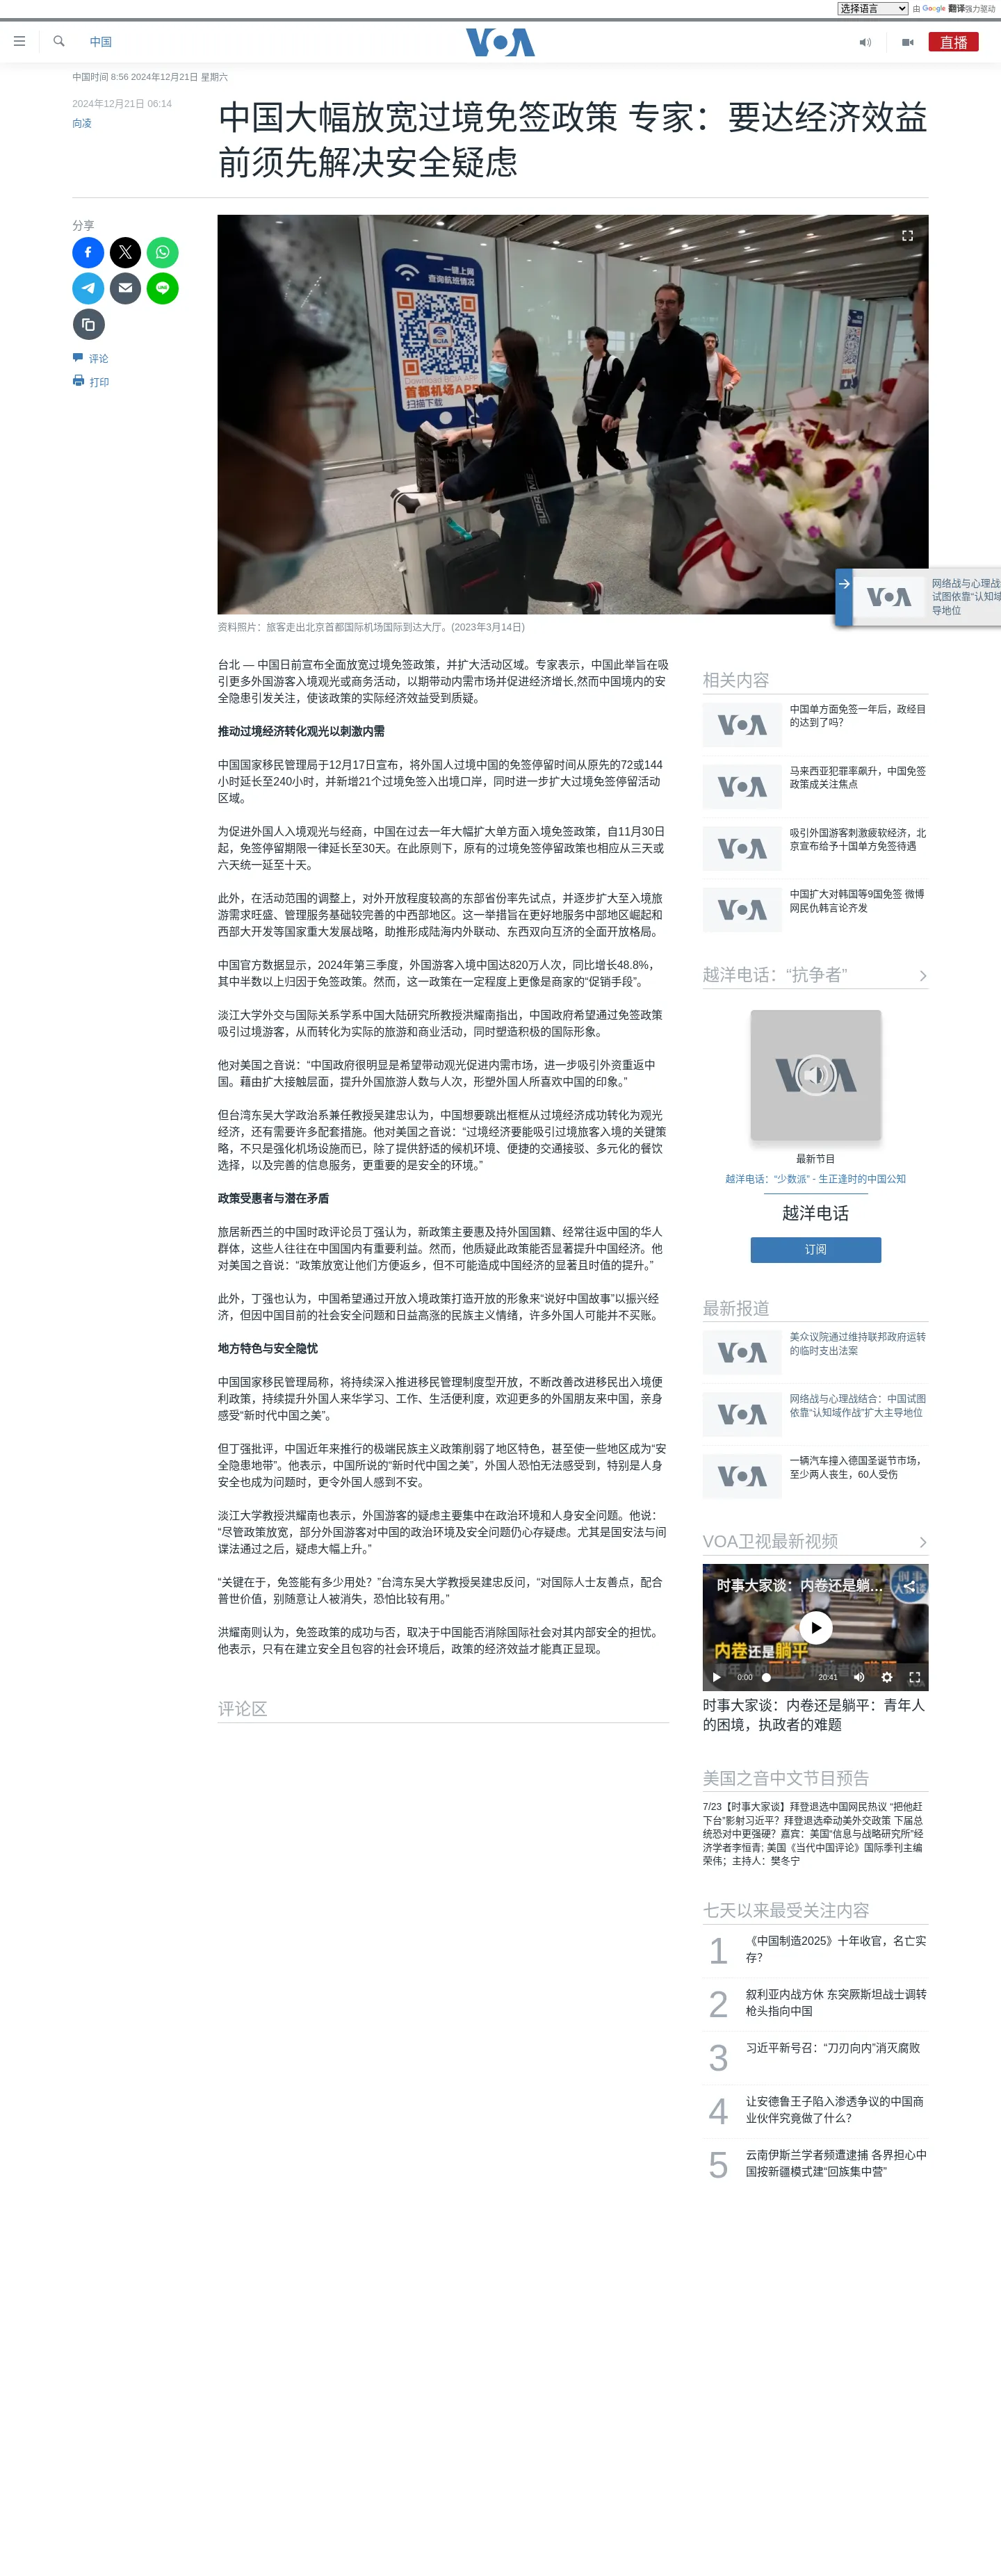 选择语言
由 Google 翻译强力驱动
中国
VOA
直播
中国时间 8:56 2024年12月21日 星期六
2024年12月21日 06:14
向凌
中国大幅放宽过境免签政策 专家：要达经济效益
前须先解决安全疑虑
分享
评论
打印
一键上网
查询航班情况
BCIA
Download BCIA APP
首都机场APP
扫描下载
SUPREME
资料照片：旅客走出北京首都国际机场国际到达大厅。(2023年3月14日)
VOA
网络战与心理战
试图依靠“认知域
导地位
台北 — 中国日前宣布全面放宽过境免签政策，并扩大活动区域。专家表示，中国此举旨在吸
引更多外国游客入境观光或商务活动，以期带动内需市场并促进经济增长,然而中国境内的安
全隐患引发关注，使该政策的实际经济效益受到质疑。
推动过境经济转化观光以刺激内需
中国国家移民管理局于12月17日宣布，将外国人过境中国的免签停留时间从原先的72或144
小时延长至240小时，并新增21个过境免签入出境口岸，同时进一步扩大过境免签停留活动
区域。
为促进外国人入境观光与经商，中国在过去一年大幅扩大单方面入境免签政策，自11月30日
起，免签停留期限一律延长至30天。在此原则下，原有的过境免签停留政策也相应从三天或
六天统一延至十天。
此外，在活动范围的调整上，对外开放程度较高的东部省份率先试点，并逐步扩大至入境旅
游需求旺盛、管理服务基础较完善的中西部地区。这一举措旨在更好地服务中部地区崛起和
西部大开发等国家重大发展战略，助推形成陆海内外联动、东西双向互济的全面开放格局。
中国官方数据显示，2024年第三季度，外国游客入境中国达820万人次，同比增长48.8%，
其中半数以上归因于免签政策。然而，这一政策在一定程度上更像是商家的“促销手段”。
淡江大学外交与国际关系学系中国大陆研究所教授洪耀南指出，中国政府希望通过免签政策
吸引过境游客，从而转化为实际的旅游和商业活动，同时塑造积极的国际形象。
他对美国之音说：“中国政府很明显是希望带动观光促进内需市场，进一步吸引外资重返中
国。藉由扩大接触层面，提升外国旅游人数与人次，形塑外国人所喜欢中国的印象。”
但台湾东吴大学政治系兼任教授吴建忠认为，中国想要跳出框框从过境经济成功转化为观光
经济，还有需要许多配套措施。他对美国之音说：“过境经济要能吸引过境旅客入境的关键策
略，不只是强化机场设施而已，除了提供舒适的候机环境、便捷的交通接驳、多元化的餐饮
选择，以及完善的信息服务，更重要的是安全的环境。”
政策受惠者与潜在矛盾
旅居新西兰的中国时政评论员丁强认为，新政策主要惠及持外国国籍、经常往返中国的华人
群体，这些人往往在中国国内有重要利益。然而，他质疑此政策能否显著提升中国经济。他
对美国之音说：“政策放宽让他们方便返乡，但不可能造成中国经济的显著且时值的提升。”
此外，丁强也认为，中国希望通过开放入境政策打造开放的形象来“说好中国故事”以振兴经
济，但因中国目前的社会安全问题和日益高涨的民族主义情绪，许多外国人可能并不买账。
地方特色与安全隐忧
中国国家移民管理局称，将持续深入推进移民管理制度型开放，不断改善改进移民出入境便
利政策，持续提升外国人来华学习、工作、生活便利度，欢迎更多的外国朋友来中国，亲身
感受“新时代中国之美”。
但丁强批评，中国近年来推行的极端民族主义政策削弱了地区特色，甚至使一些地区成为“安
全隐患地带”。他表示，中国所说的“新时代中国之美”，外国人恐怕无法感受到，特别是人身
安全也成为问题时，更令外国人感到不安。
淡江大学教授洪耀南也表示，外国游客的疑虑主要集中在政治环境和人身安全问题。他说：
“尽管政策放宽，部分外国游客对中国的政治环境及安全问题仍心存疑虑。尤其是国安法与间
谍法通过之后，疑虑大幅上升。”
“关键在于，免签能有多少用处？”台湾东吴大学教授吴建忠反问，“对国际人士友善点，配合
普世价值，别随意让人被消失，恐怕比较有用。”
洪耀南则认为，免签政策的成功与否，取决于中国能否消除国际社会对其内部安全的担忧。
他表示，只有在建立安全且包容的社会环境后，政策的经济效益才能真正显现。
评论区
相关内容
VOA
中国单方面免签一年后，政经目
的达到了吗？
VOA
马来西亚犯罪率飙升，中国免签
政策成关注焦点
VOA
吸引外国游客刺激疲软经济，北
京宣布给予十国单方免签待遇
VOA
中国扩大对韩国等9国免签 微博
网民仇韩言论齐发
越洋电话：“抗争者”
VOA
最新节目
越洋电话：“少数派” - 生正逢时的中国公知
越洋电话
订阅
最新报道
VOA
美众议院通过维持联邦政府运转
的临时支出法案
VOA
网络战与心理战结合：中国试图
依靠“认知域作战”扩大主导地位
VOA
一辆汽车撞入德国圣诞节市场，
至少两人丧生，60人受伤
VOA卫视最新视频
时事大家谈：内卷还是躺…
内卷还是躺平
0:00
20:41
时事大家谈：内卷还是躺平：青年人
的困境，执政者的难题
美国之音中文节目预告
7/23【时事大家谈】拜登退选中国网民热议 “把他赶
下台”影射习近平？拜登退选牵动美外交政策 下届总
统恐对中更强硬？嘉宾：美国“信息与战略研究所”经
济学者李恒青; 美国《当代中国评论》国际季刊主编
荣伟；主持人：樊冬宁
七天以来最受关注内容
1
《中国制造2025》十年收官，名亡实
存？
2
叙利亚内战方休 东突厥斯坦战士调转
枪头指向中国
3
习近平新号召：“刀刃向内”消灭腐败
4
让安德鲁王子陷入渗透争议的中国商
业伙伴究竟做了什么？
5
云南伊斯兰学者频遭逮捕 各界担心中
国按新疆模式建“回族集中营”